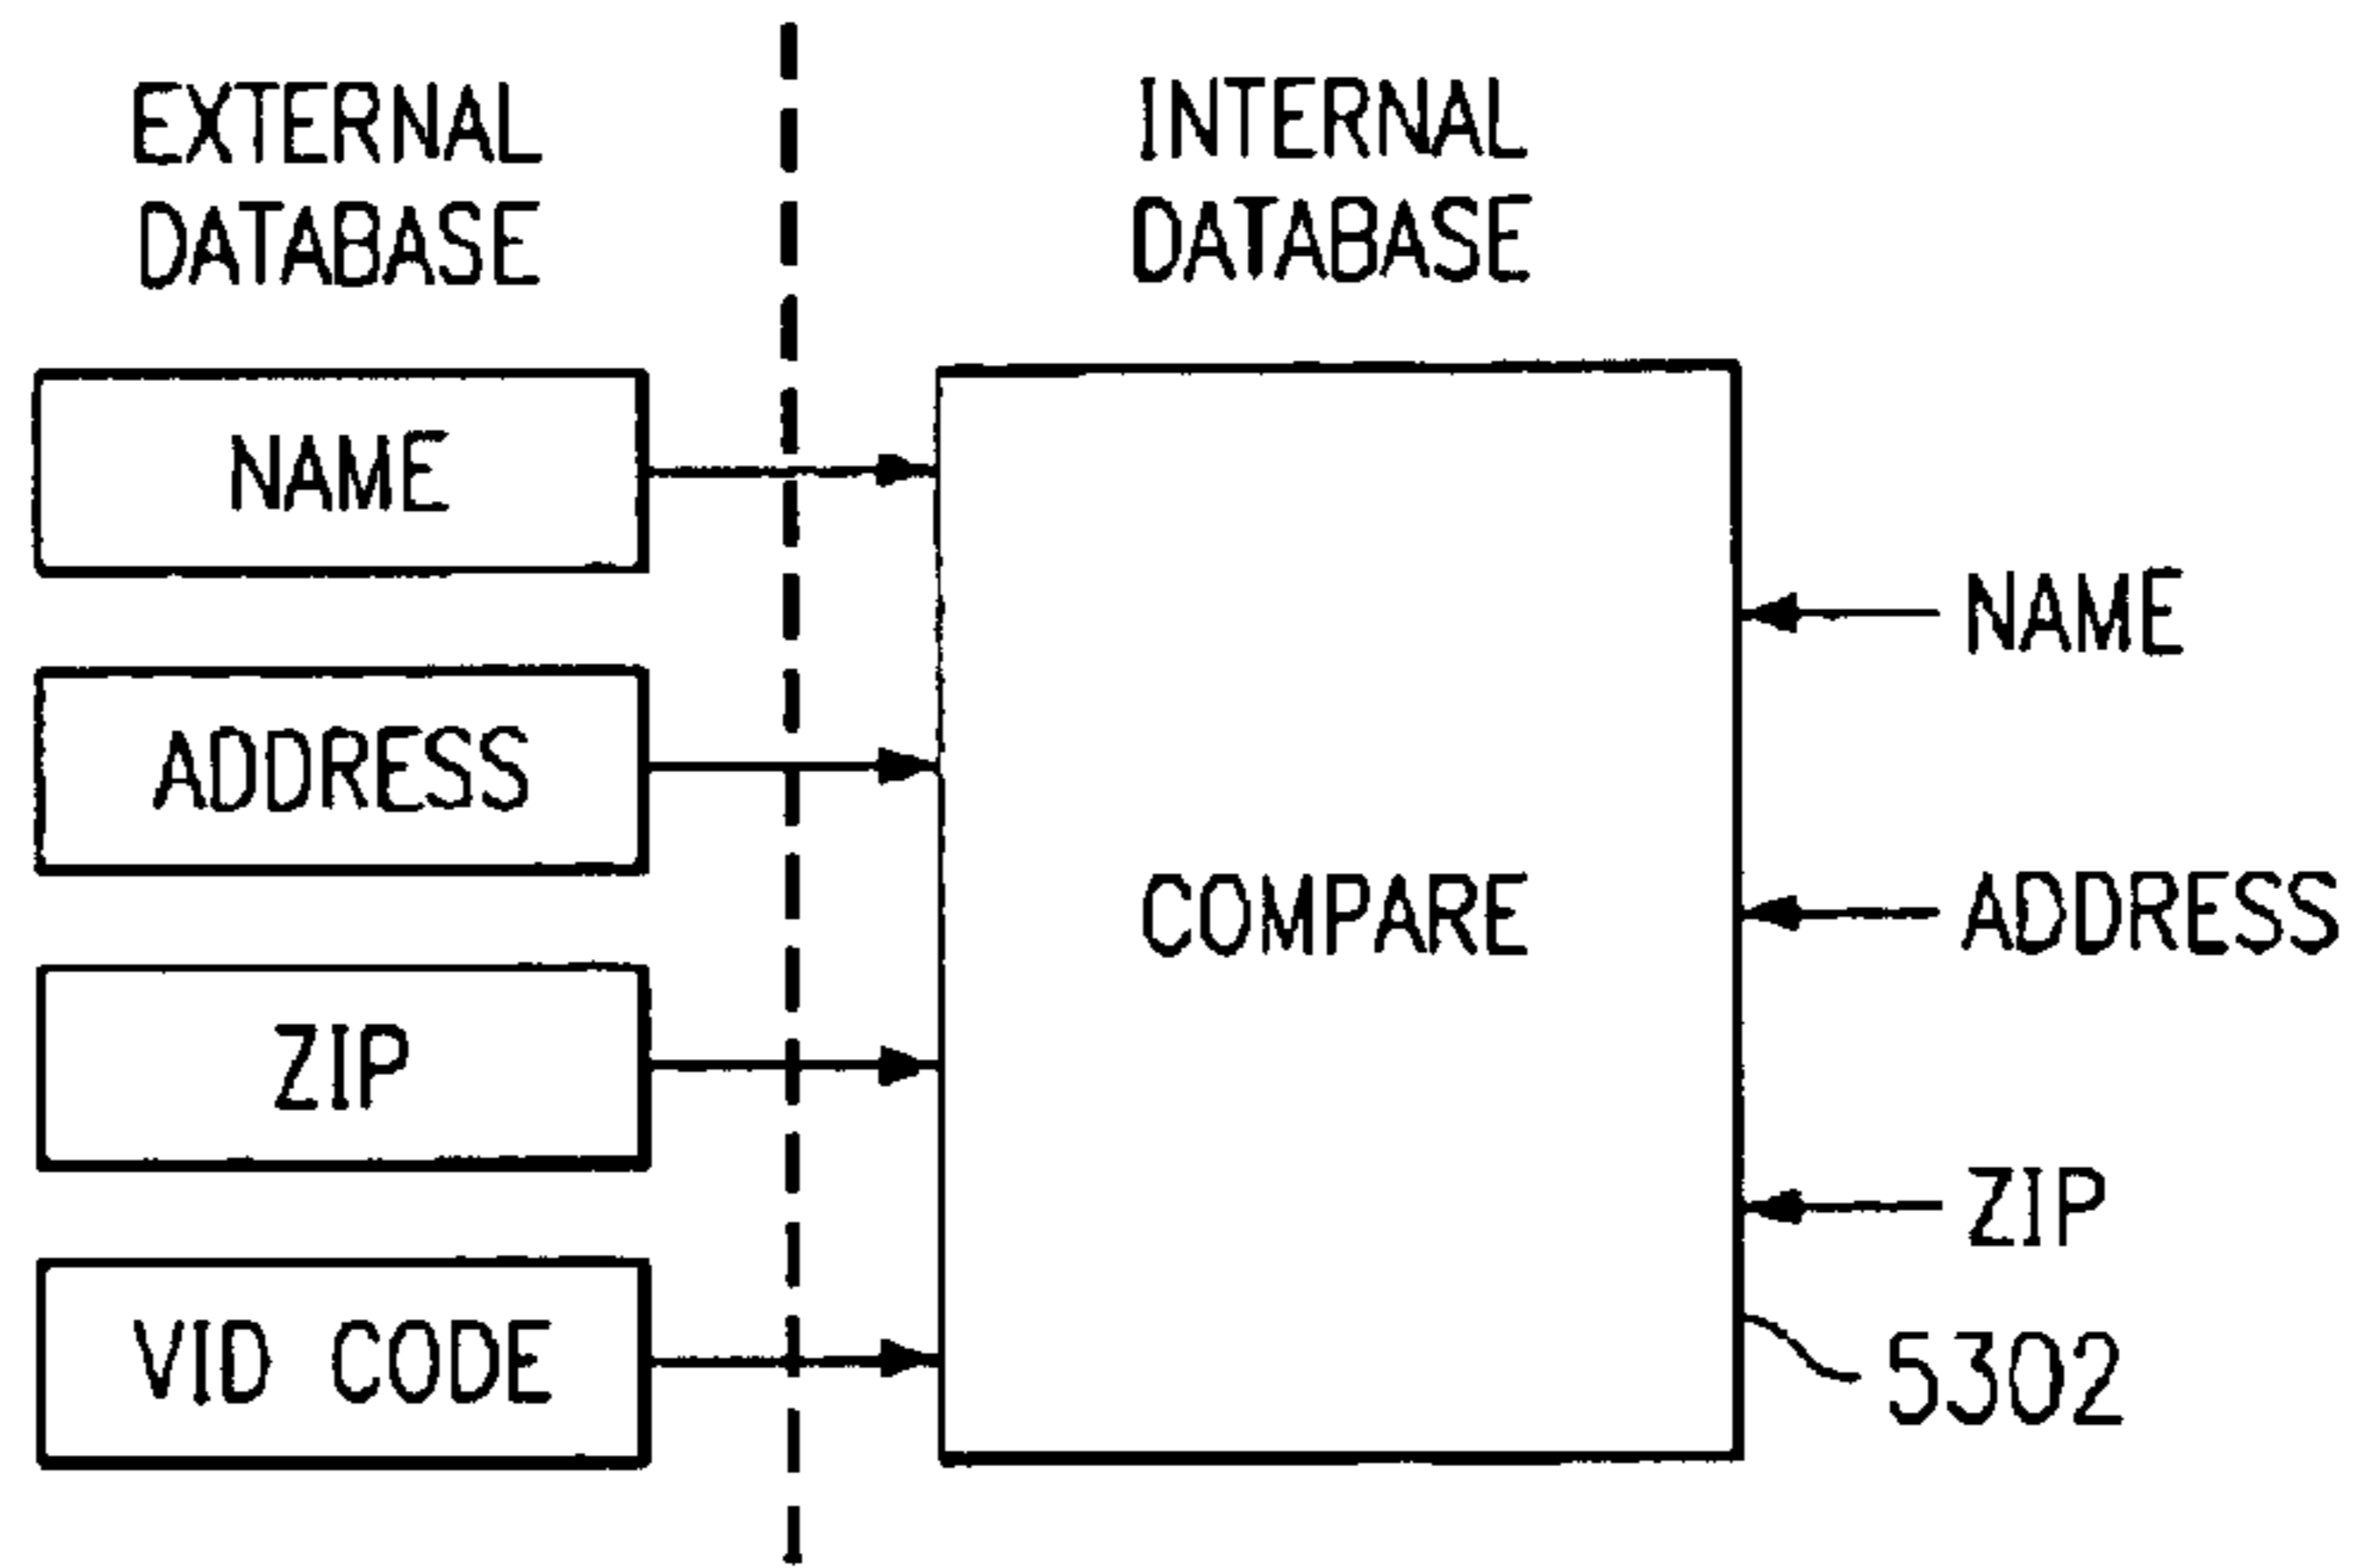 EXTERNAL
DATABASE
NAME
ADDRESS
ZIP
VID CODE
INTERNAL
DATABASE
COMPARE
NAME
ADDRESS
ZIP
5302